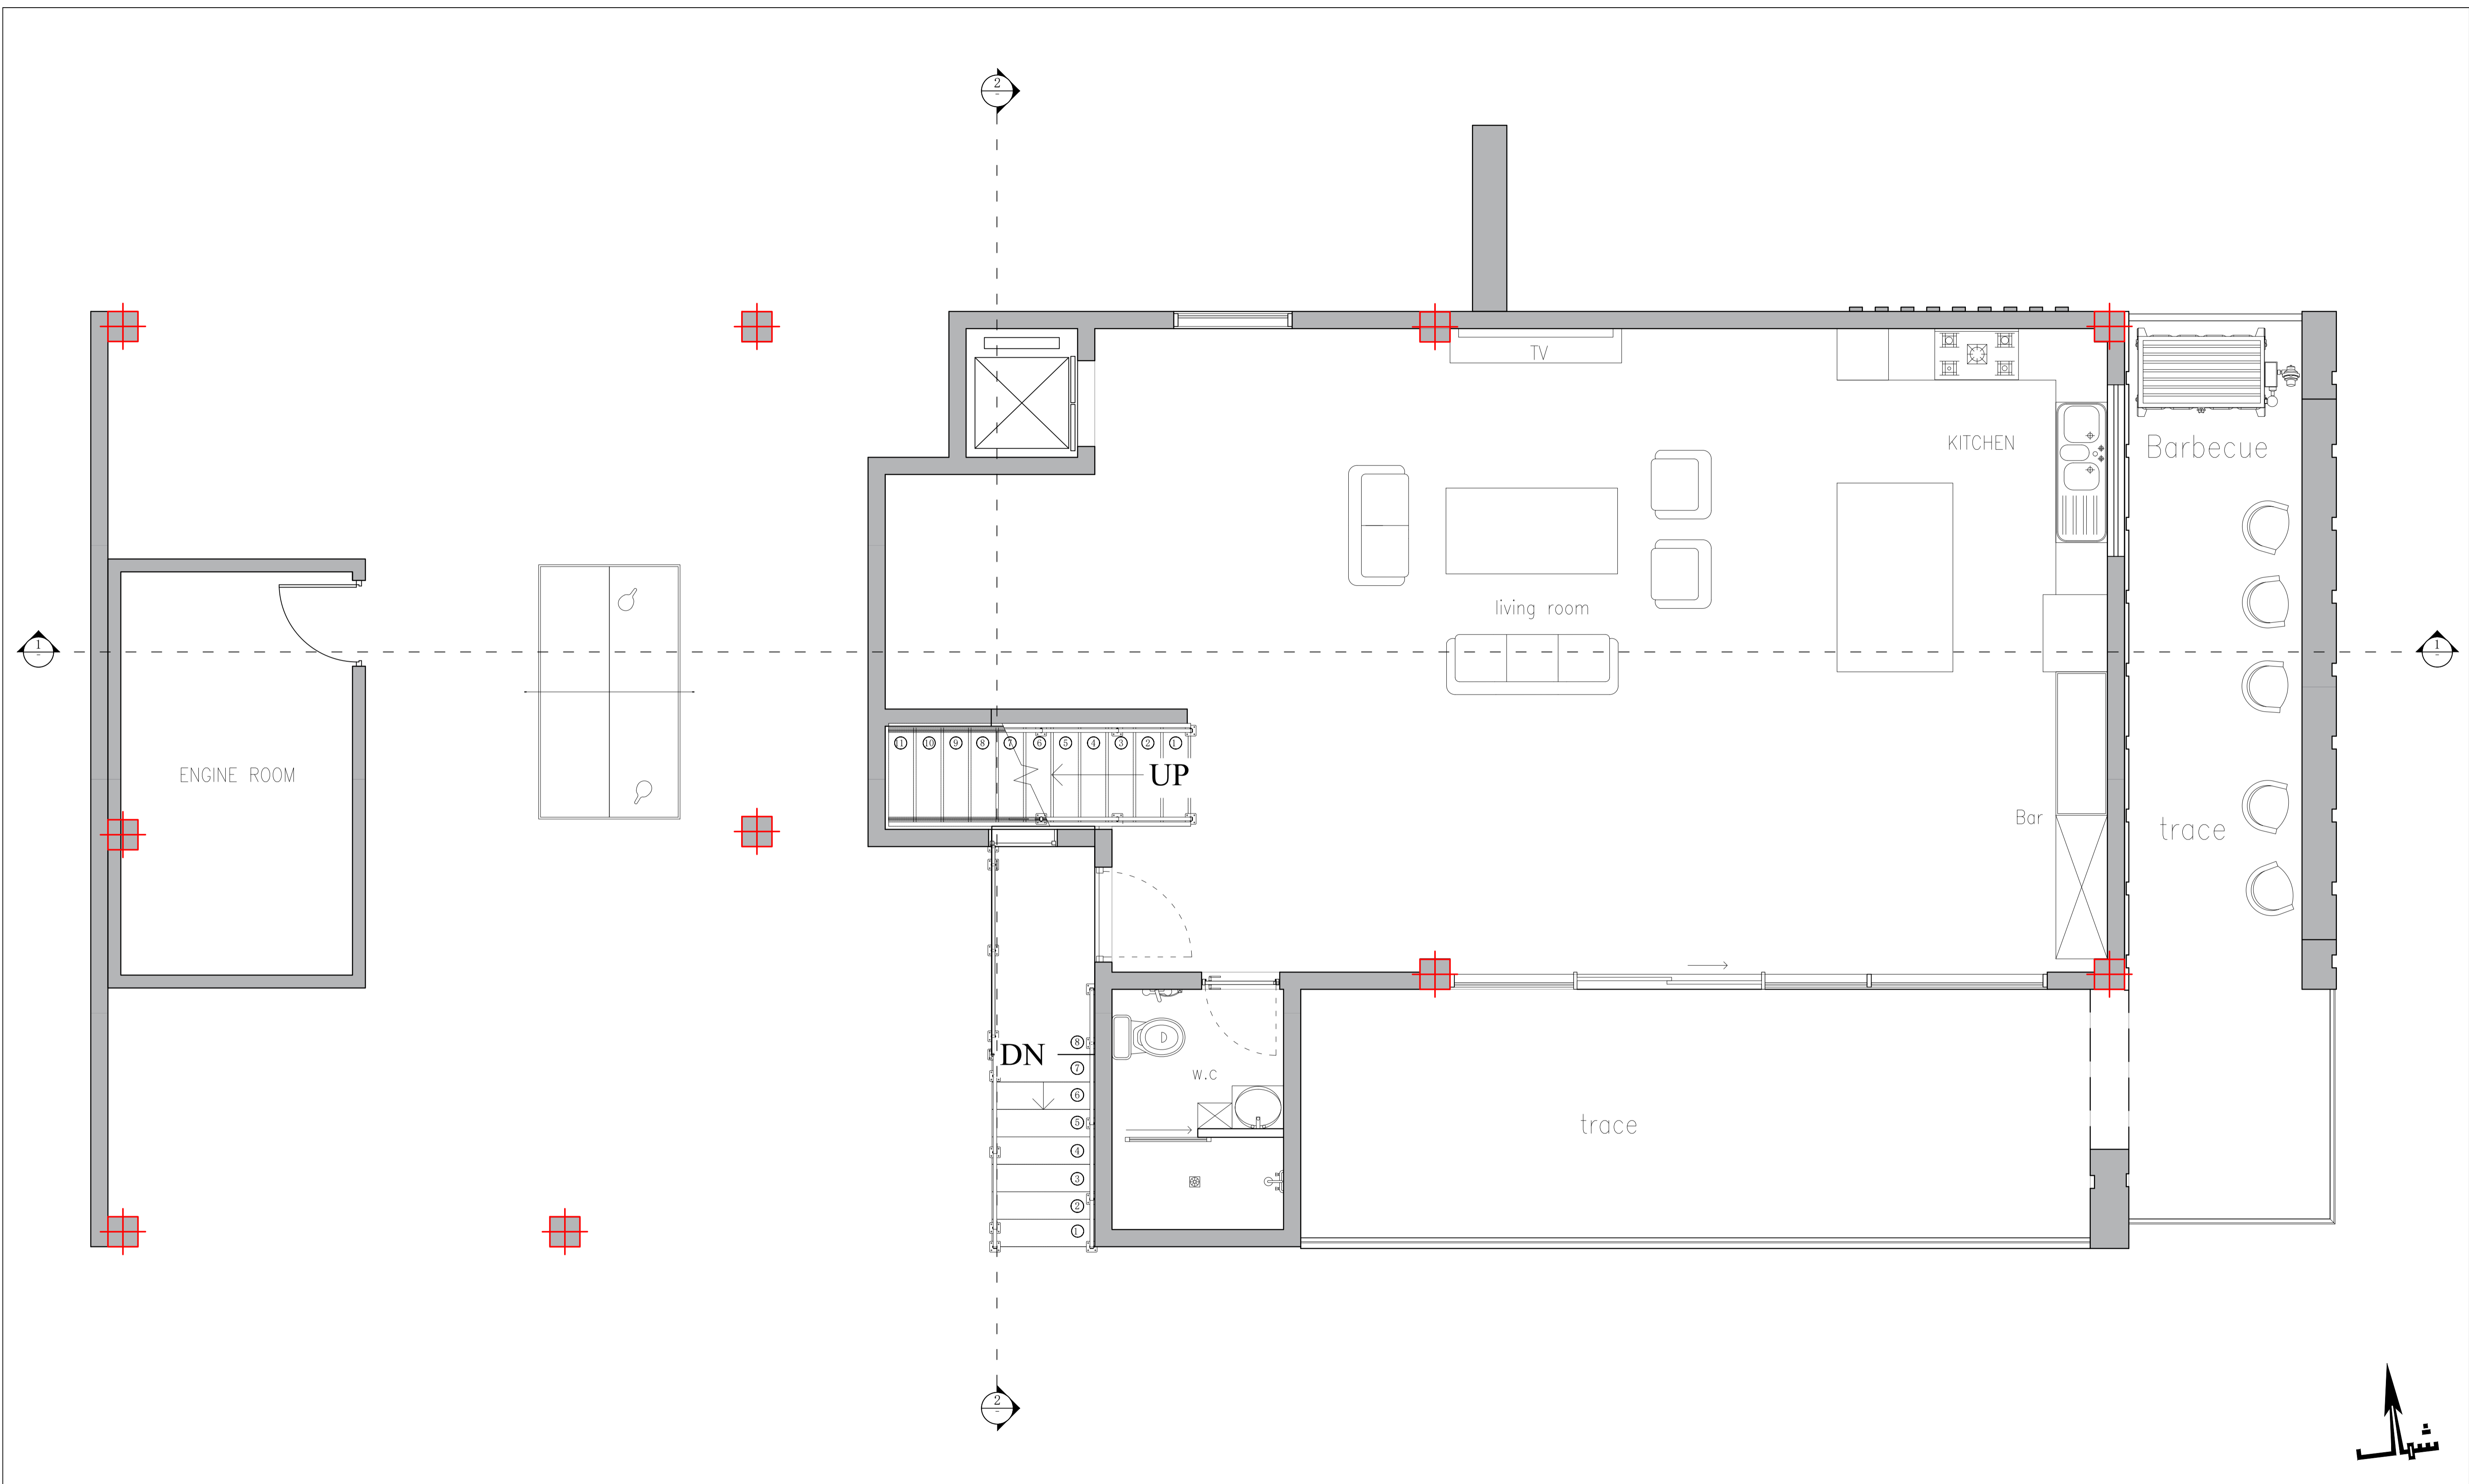 2
-
TV
KITCHEN
Barbecue
living room
1
-
1
-
11 10 9 8 7 6 5 4 3 2 1
UP
ENGINE ROOM
Bar
trace
8
DN
7
w.c
6
5
trace
4
3
2
1
2
-
شمال